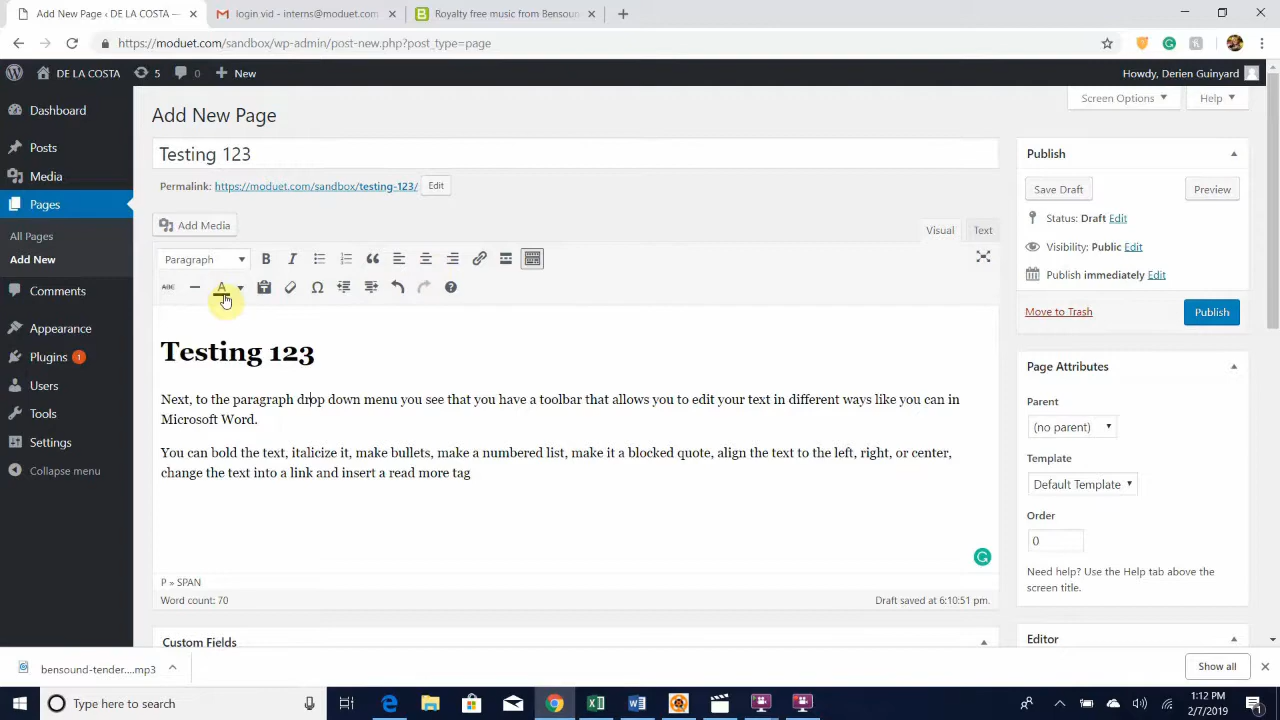 Add New Page ‹ DE LA COSTA —
login vid - interns@moduet.com
Royalty free music from Bensoun
https://moduet.com/sandbox/wp-admin/post-new.php?post_type=page
DE LA COSTA
5
0
New
Howdy, Derien Guinyard
Dashboard
Posts
Media
Pages
All Pages
Add New
Comments
Appearance
Plugins 1
Users
Tools
Settings
Collapse menu
Add New Page
Screen Options
Help
Testing 123
Permalink: https://moduet.com/sandbox/testing-123/ Edit
Add Media
Visual
Text
Paragraph
B I
ABC
A
Ω
Testing 123
Next, to the paragraph drop down menu you see that you have a toolbar that allows you to edit your text in different ways like you can in
Microsoft Word.
You can bold the text, italicize it, make bullets, make a numbered list, make it a blocked quote, align the text to the left, right, or center,
change the text into a link and insert a read more tag
P » SPAN
Word count: 70
Draft saved at 6:10:51 pm.
Custom Fields
Publish
Save Draft
Preview
Status: Draft Edit
Visibility: Public Edit
Publish immediately Edit
Move to Trash
Publish
Page Attributes
Parent
(no parent)
Template
Default Template
Order
0
Need help? Use the Help tab above the
screen title.
Editor
bensound-tender....mp3
Show all
Type here to search
1:12 PM
2/7/2019